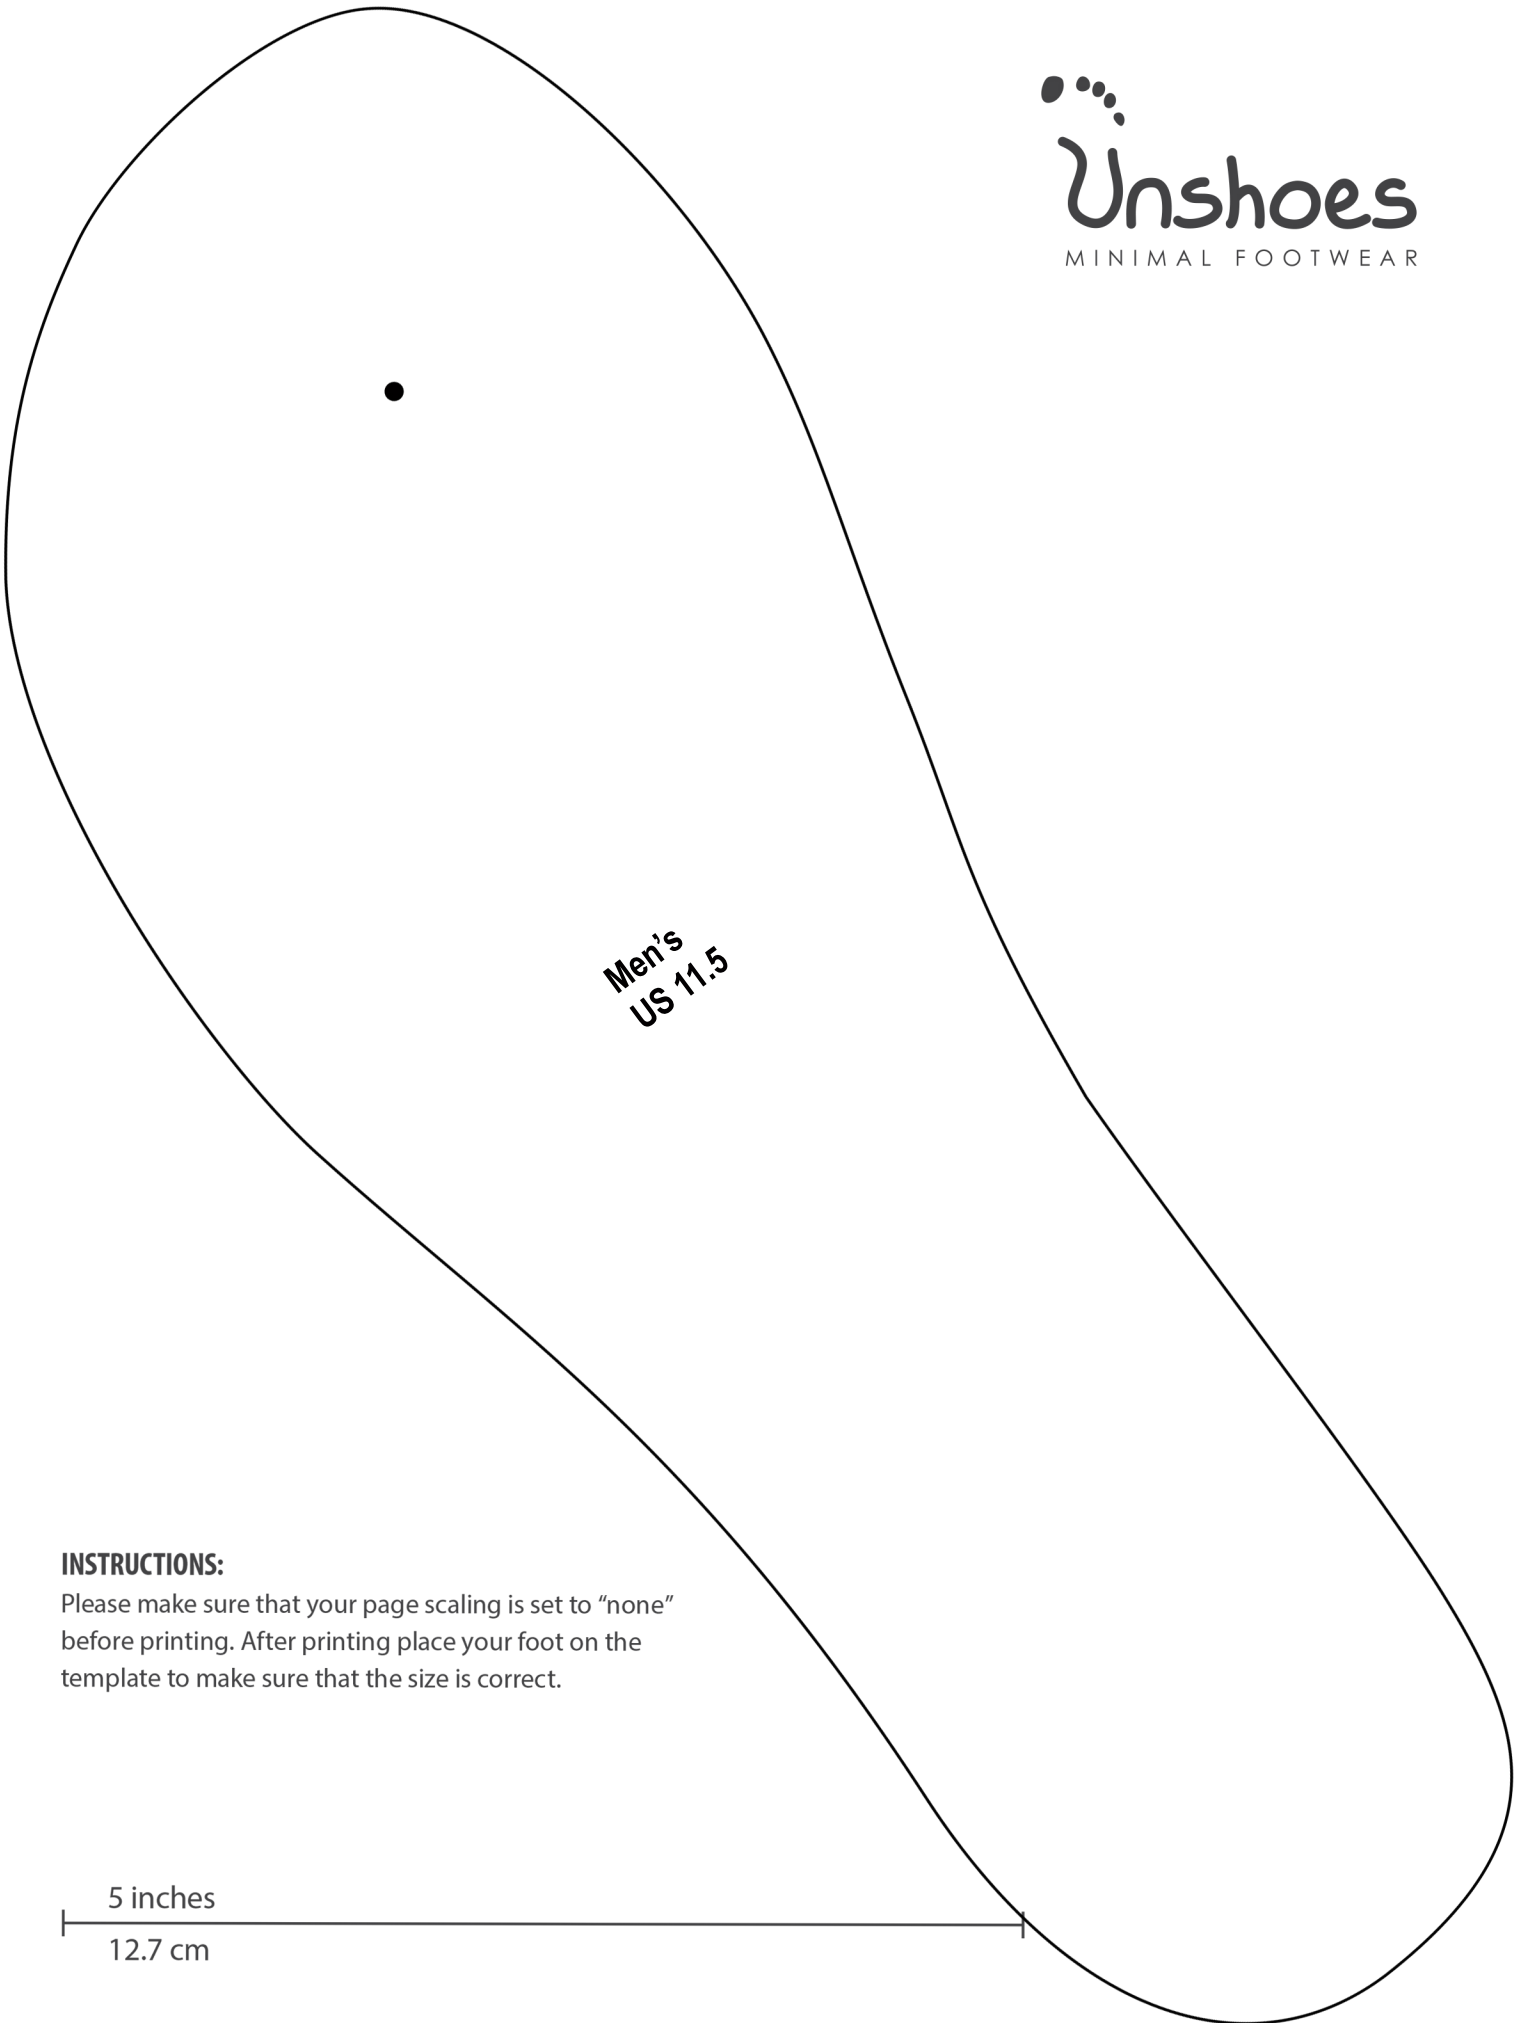 Unshoes
MINIMAL FOOTWEAR
Men’s
US 11.5
INSTRUCTIONS:
Please make sure that your page scaling is set to “none”
before printing. After printing place your foot on the
template to make sure that the size is correct.
5 inches
12.7 cm